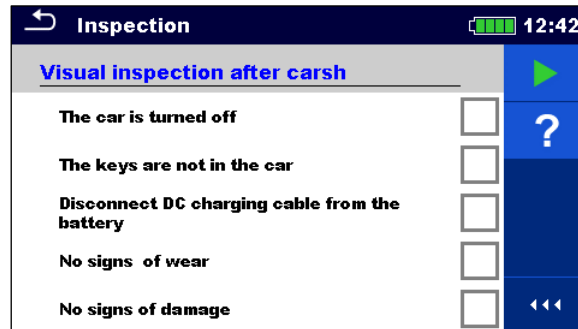 Inspection
12:42
Visual inspection after carsh
The car is turned off
?
The keys are not in the car
Disconnect DC charging cable from the
battery
No signs of wear
No signs of damage